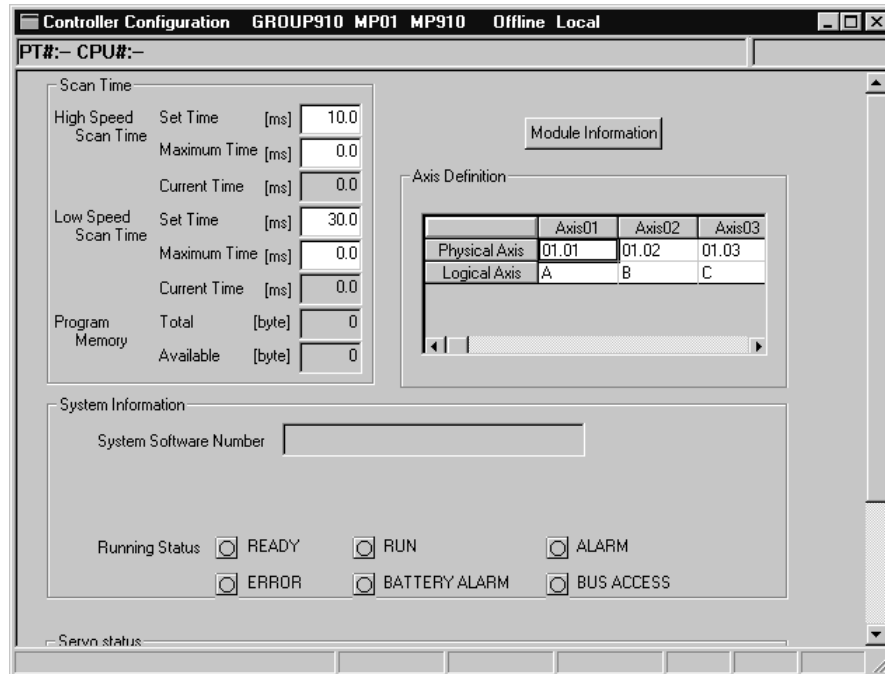 Controller Configuration GROUP910 MP01 MP910 Offline Local
PT#:– CPU#:–
Scan Time
High Speed Set Time [ms] 10.0
Scan Time
Maximum Time [ms] 0.0
Current Time [ms] 0.0
Low Speed Set Time [ms] 30.0
Scan Time
Maximum Time [ms] 0.0
Current Time [ms] 0.0
Program Total [byte] 0
Memory
Available [byte] 0
Module Information
Axis Definition
Axis01 Axis02 Axis03
Physical Axis 01.01 01.02 01.03
Logical Axis A B C
System Information
System Software Number
Running Status READY RUN ALARM
ERROR BATTERY ALARM BUS ACCESS
Servo status